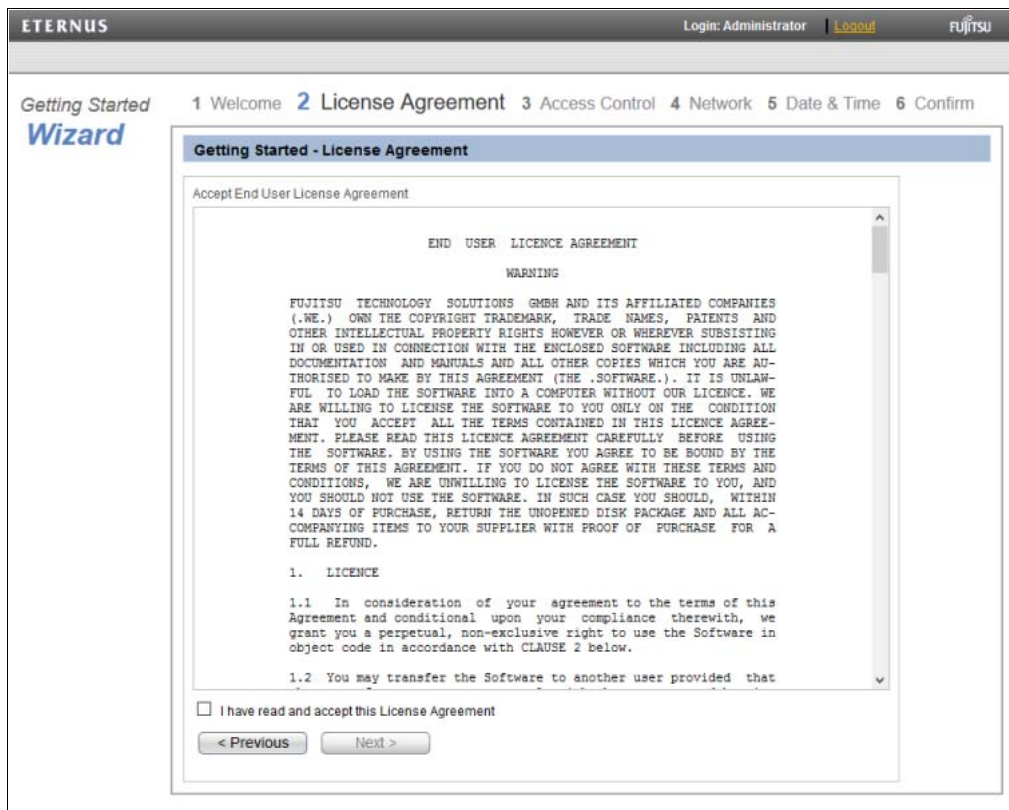 ETERNUS Login: Administrator Logout FUJITSU
Getting Started
Wizard
1 Welcome 2 License Agreement 3 Access Control 4 Network 5 Date & Time 6 Confirm
Getting Started - License Agreement
Accept End User License Agreement
END USER LICENCE AGREEMENT
WARNING
FUJITSU TECHNOLOGY SOLUTIONS GMBH AND ITS AFFILIATED COMPANIES
(.WE.) OWN THE COPYRIGHT TRADEMARK, TRADE NAMES, PATENTS AND
OTHER INTELLECTUAL PROPERTY RIGHTS HOWEVER OR WHEREVER SUBSISTING
IN OR USED IN CONNECTION WITH THE ENCLOSED SOFTWARE INCLUDING ALL
DOCUMENTATION AND MANUALS AND ALL OTHER COPIES WHICH YOU ARE AU-
THORISED TO MAKE BY THIS AGREEMENT (THE .SOFTWARE.). IT IS UNLAW-
FUL TO LOAD THE SOFTWARE INTO A COMPUTER WITHOUT OUR LICENCE. WE
ARE WILLING TO LICENSE THE SOFTWARE TO YOU ONLY ON THE CONDITION
THAT YOU ACCEPT ALL THE TERMS CONTAINED IN THIS LICENCE AGREE-
MENT. PLEASE READ THIS LICENCE AGREEMENT CAREFULLY BEFORE USING
THE SOFTWARE. BY USING THE SOFTWARE YOU AGREE TO BE BOUND BY THE
TERMS OF THIS AGREEMENT. IF YOU DO NOT AGREE WITH THESE TERMS AND
CONDITIONS, WE ARE UNWILLING TO LICENSE THE SOFTWARE TO YOU, AND
YOU SHOULD NOT USE THE SOFTWARE. IN SUCH CASE YOU SHOULD, WITHIN
14 DAYS OF PURCHASE, RETURN THE UNOPENED DISK PACKAGE AND ALL AC-
COMPANYING ITEMS TO YOUR SUPPLIER WITH PROOF OF PURCHASE FOR A
FULL REFUND.
1. LICENCE
1.1 In consideration of your agreement to the terms of this
Agreement and conditional upon your compliance therewith, we
grant you a perpetual, non-exclusive right to use the Software in
object code in accordance with CLAUSE 2 below.
1.2 You may transfer the Software to another user provided that
I have read and accept this License Agreement
< Previous Next >